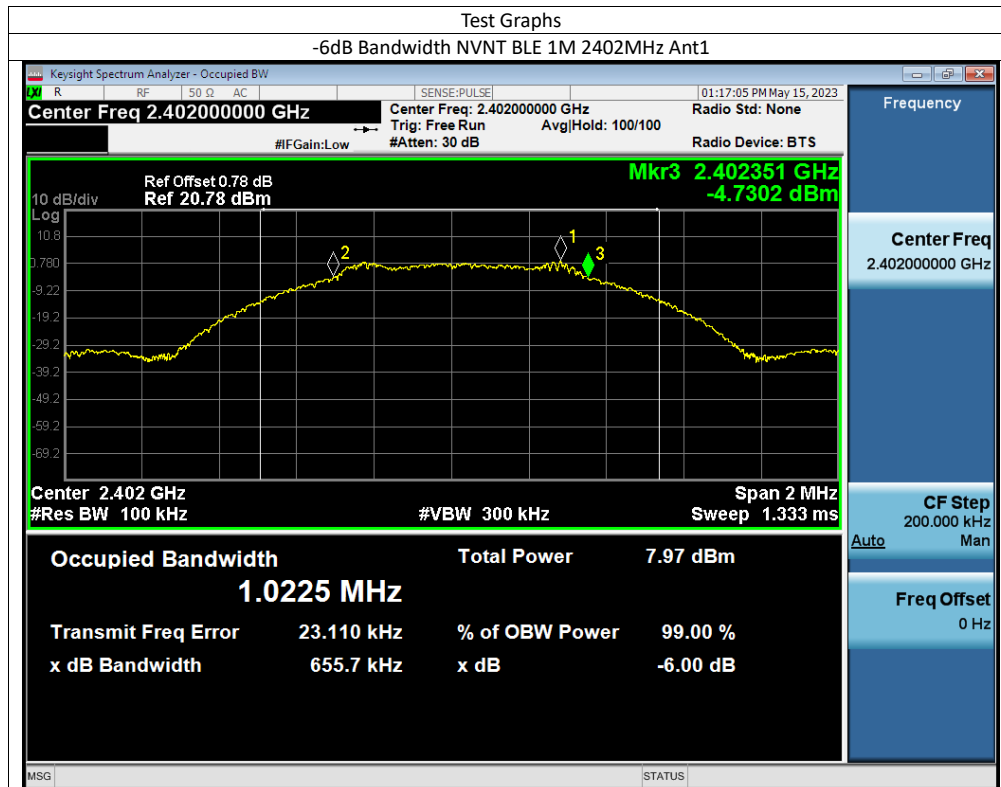 Test Graphs
-6dB Bandwidth NVNT BLE 1M 2402MHz Ant1
Keysight Spectrum Analyzer - Occupied BW
LXI R RF 50 Ω AC SENSE:PULSE 01:17:05 PM May 15, 2023
Center Freq 2.402000000 GHz
Center Freq: 2.402000000 GHz
Radio Std: None
Trig: Free Run Avg|Hold: 100/100
#IFGain:Low #Atten: 30 dB Radio Device: BTS
Frequency
Mkr3 2.402351 GHz
-4.7302 dBm
Ref Offset 0.78 dB
10 dB/div Ref 20.78 dBm
Log
10.8
0.780
-9.22
-19.2
-29.2
-39.2
-49.2
-59.2
-69.2
2
1
3
Center 2.402 GHz Span 2 MHz
#Res BW 100 kHz #VBW 300 kHz Sweep 1.333 ms
Occupied Bandwidth Total Power 7.97 dBm
1.0225 MHz
Transmit Freq Error 23.110 kHz % of OBW Power 99.00 %
x dB Bandwidth 655.7 kHz x dB -6.00 dB
Center Freq
2.402000000 GHz
CF Step
200.000 kHz
Auto Man
Freq Offset
0 Hz
MSG STATUS